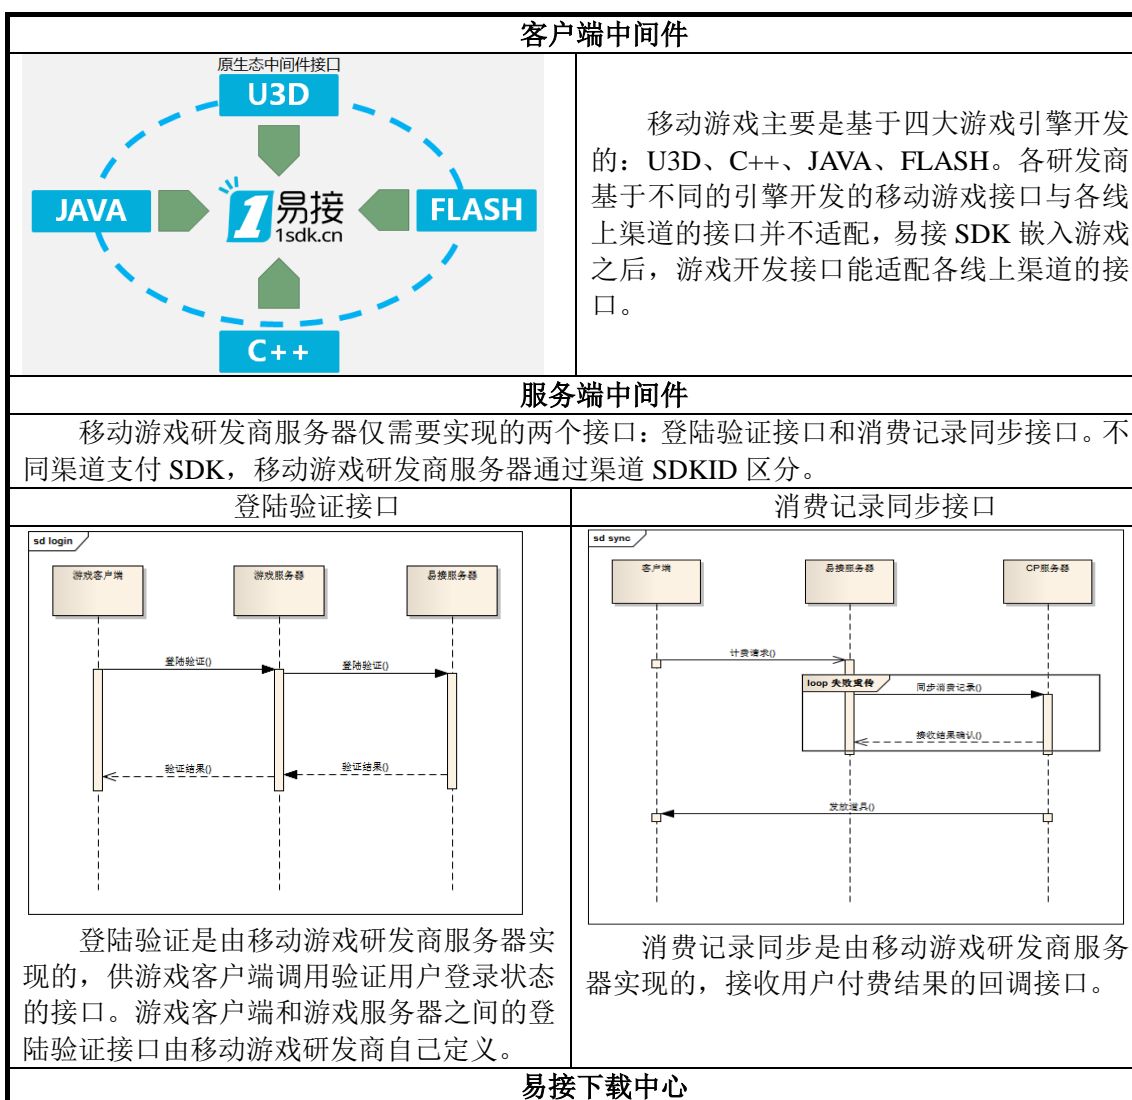 客户端中间件
原生态中间件接口
U3D
JAVA
易接
1sdk.cn
FLASH
C++
移动游戏主要是基于四大游戏引擎开发
的：U3D、C++、JAVA、FLASH。各研发商
基于不同的引擎开发的移动游戏接口与各线
上渠道的接口并不适配，易接 SDK 嵌入游戏
之后，游戏开发接口能适配各线上渠道的接
口。
服务端中间件
移动游戏研发商服务器仅需要实现的两个接口：登陆验证接口和消费记录同步接口。不
同渠道支付 SDK，移动游戏研发商服务器通过渠道 SDKID 区分。
登陆验证接口
sd login
游戏客户端
游戏服务器
易接服务器
登陆验证()
登陆验证()
验证结果()
验证结果()
登陆验证是由移动游戏研发商服务器实
现的，供游戏客户端调用验证用户登录状态
的接口。游戏客户端和游戏服务器之间的登
陆验证接口由移动游戏研发商自己定义。
消费记录同步接口
sd sync
客户端
易接服务器
CP服务器
计费请求()
loop 失败重传
同步消费记录()
接收结果确认()
发放道具()
消费记录同步是由移动游戏研发商服务
器实现的，接收用户付费结果的回调接口。
易接下载中心